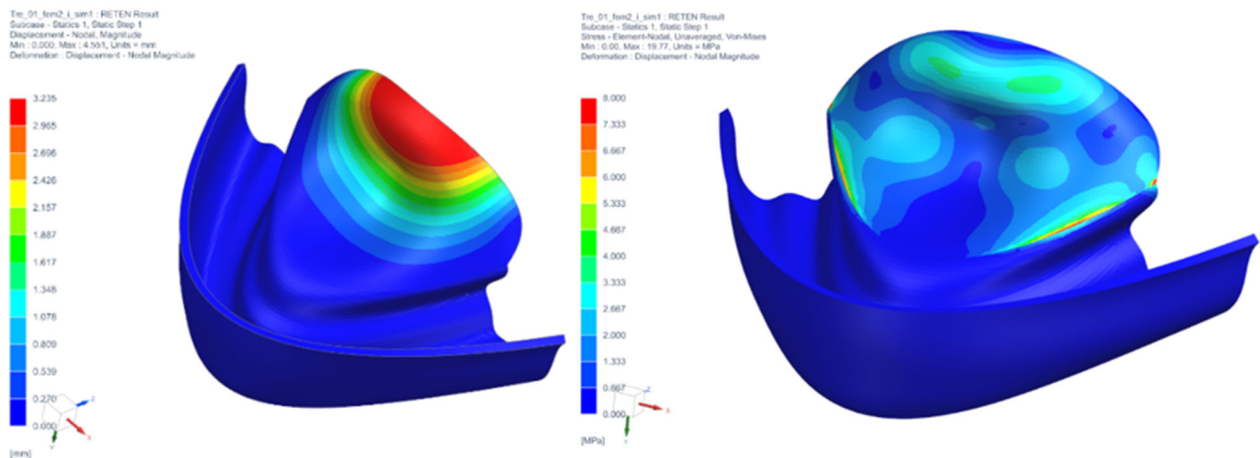 Tre_01_fem2_i_sim1 : RETEN Result
Subcase - Statics 1, Static Step 1
Displacement - Nodal, Magnitude
Min : 0.000, Max : 4.551, Units = mm
Deformation : Displacement - Nodal Magnitude
3.235
2.965
2.696
2.426
2.157
1.887
1.617
1.348
1.078
0.809
0.539
0.270
0.000
[mm]
Z
X
Y
Tre_01_fem2_i_sim1 : RETEN Result
Subcase - Statics 1, Static Step 1
Stress - Element-Nodal, Unaveraged, Von-Mises
Min : 0.00, Max : 19.77, Units = MPa
Deformation : Displacement - Nodal Magnitude
8.000
7.333
6.667
6.000
5.333
4.667
4.000
3.333
2.667
2.000
1.333
0.667
0.000
[MPa]
Z
X
Y